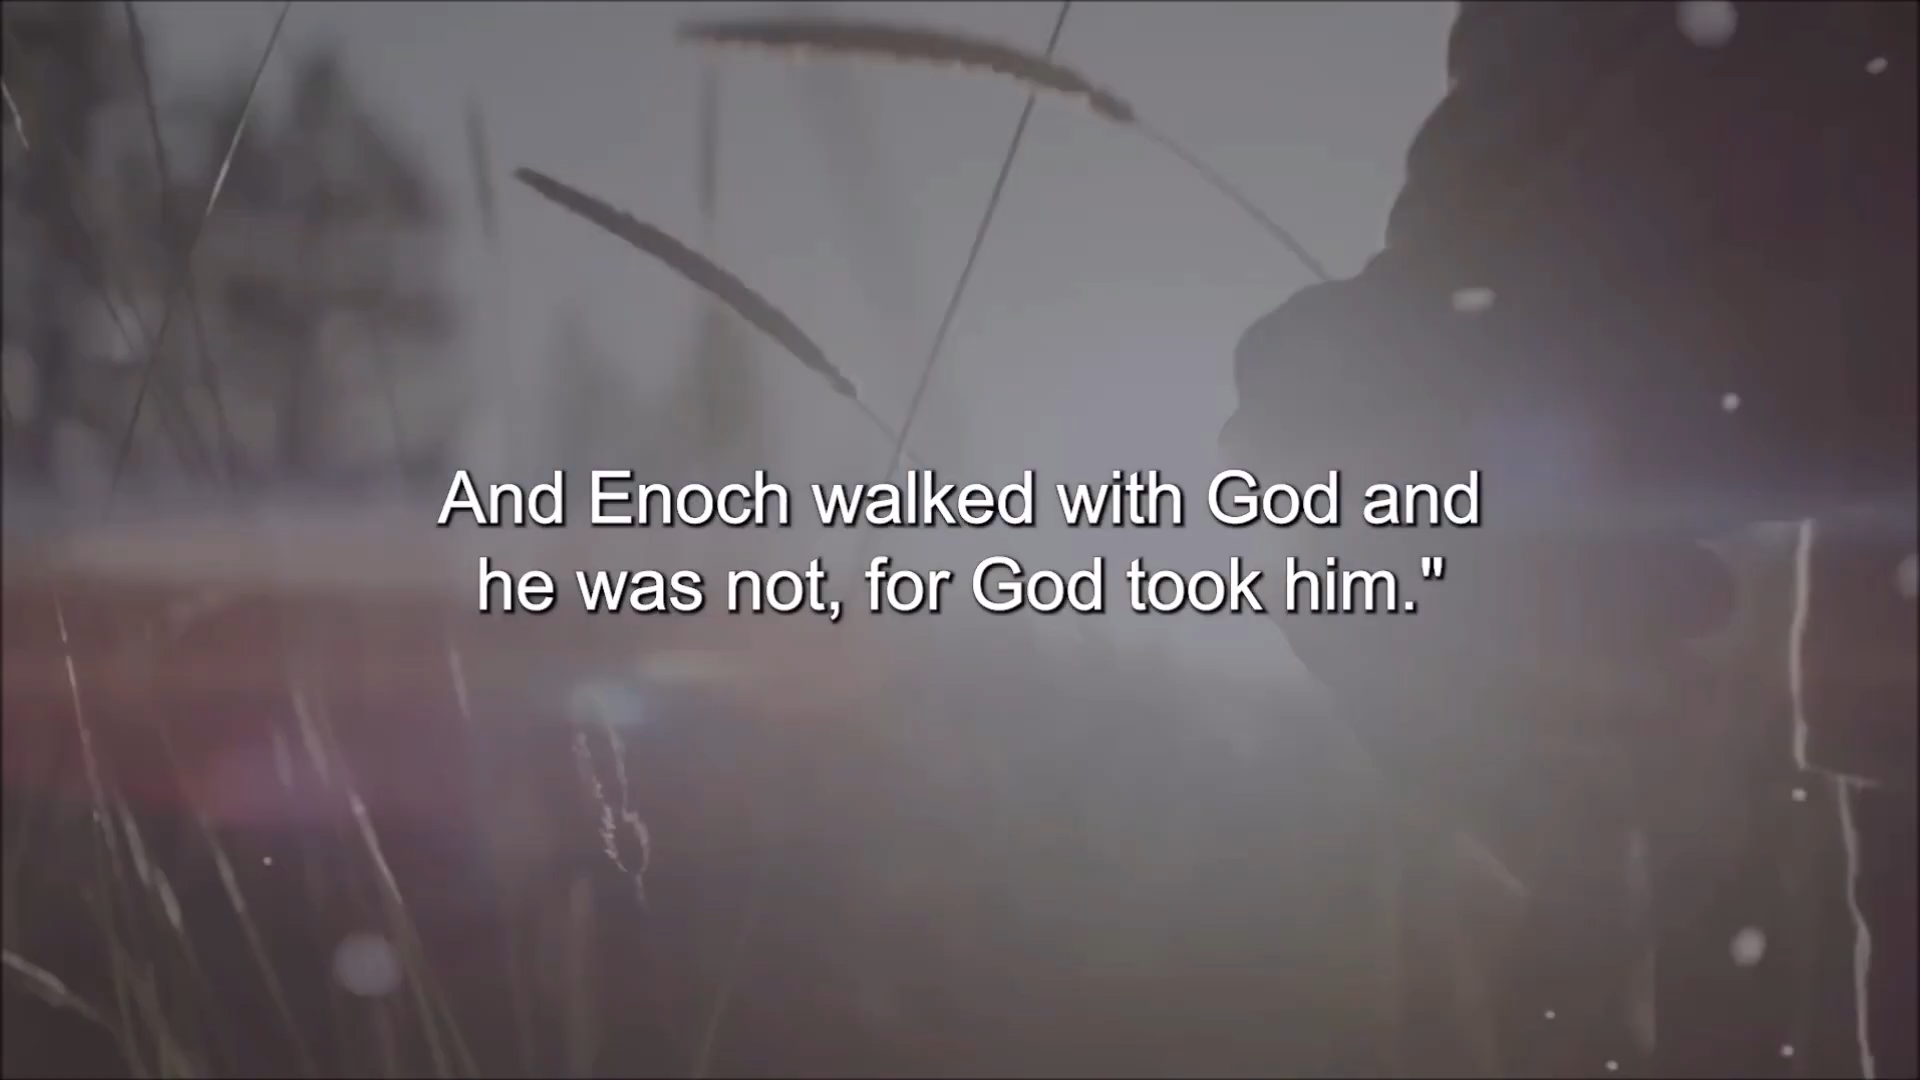 And Enoch walked with God and
he was not, for God took him."